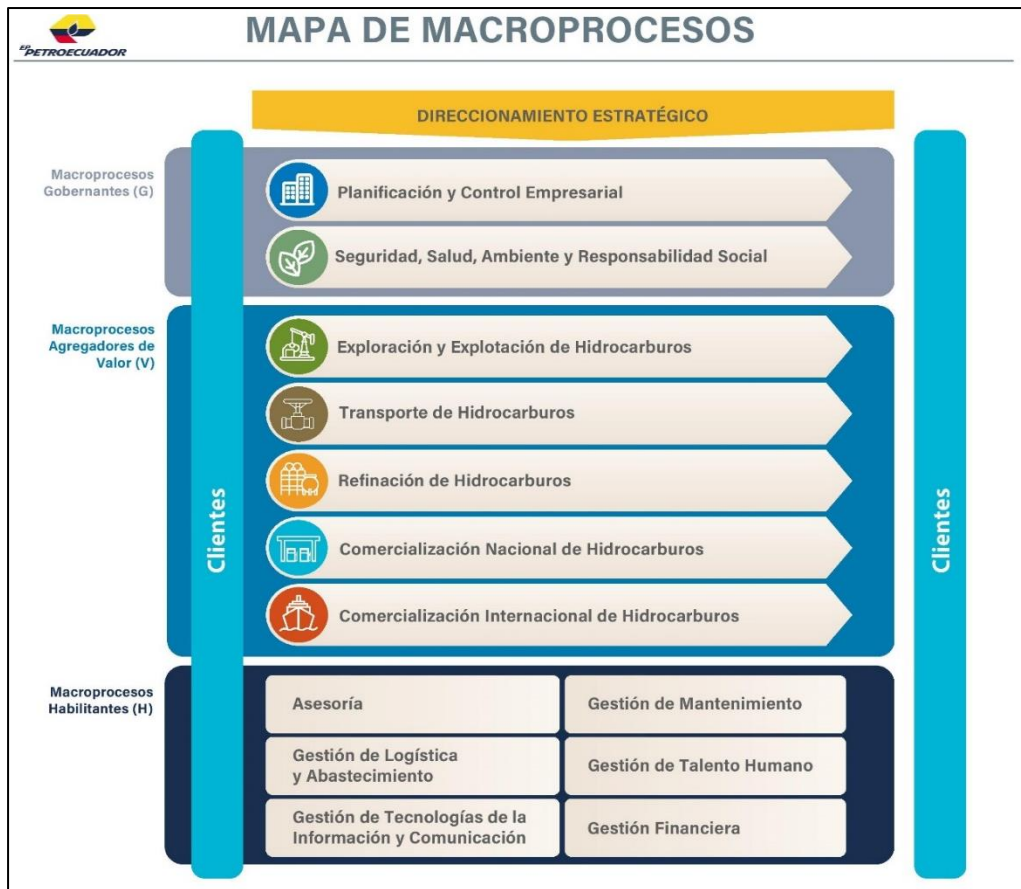 EP PETROECUADOR
MAPA DE MACROPROCESOS
DIRECCIONAMIENTO ESTRATÉGICO
Clientes
Macroprocesos
Gobernantes (G)
Planificación y Control Empresarial
Seguridad, Salud, Ambiente y Responsabilidad Social
Macroprocesos
Agregadores de
Valor (V)
Exploración y Explotación de Hidrocarburos
Transporte de Hidrocarburos
Refinación de Hidrocarburos
Comercialización Nacional de Hidrocarburos
Comercialización Internacional de Hidrocarburos
Macroprocesos
Habilitantes (H)
Asesoría
Gestión de Mantenimiento
Gestión de Logística
y Abastecimiento
Gestión de Talento Humano
Gestión de Tecnologías de la
Información y Comunicación
Gestión Financiera
Clientes